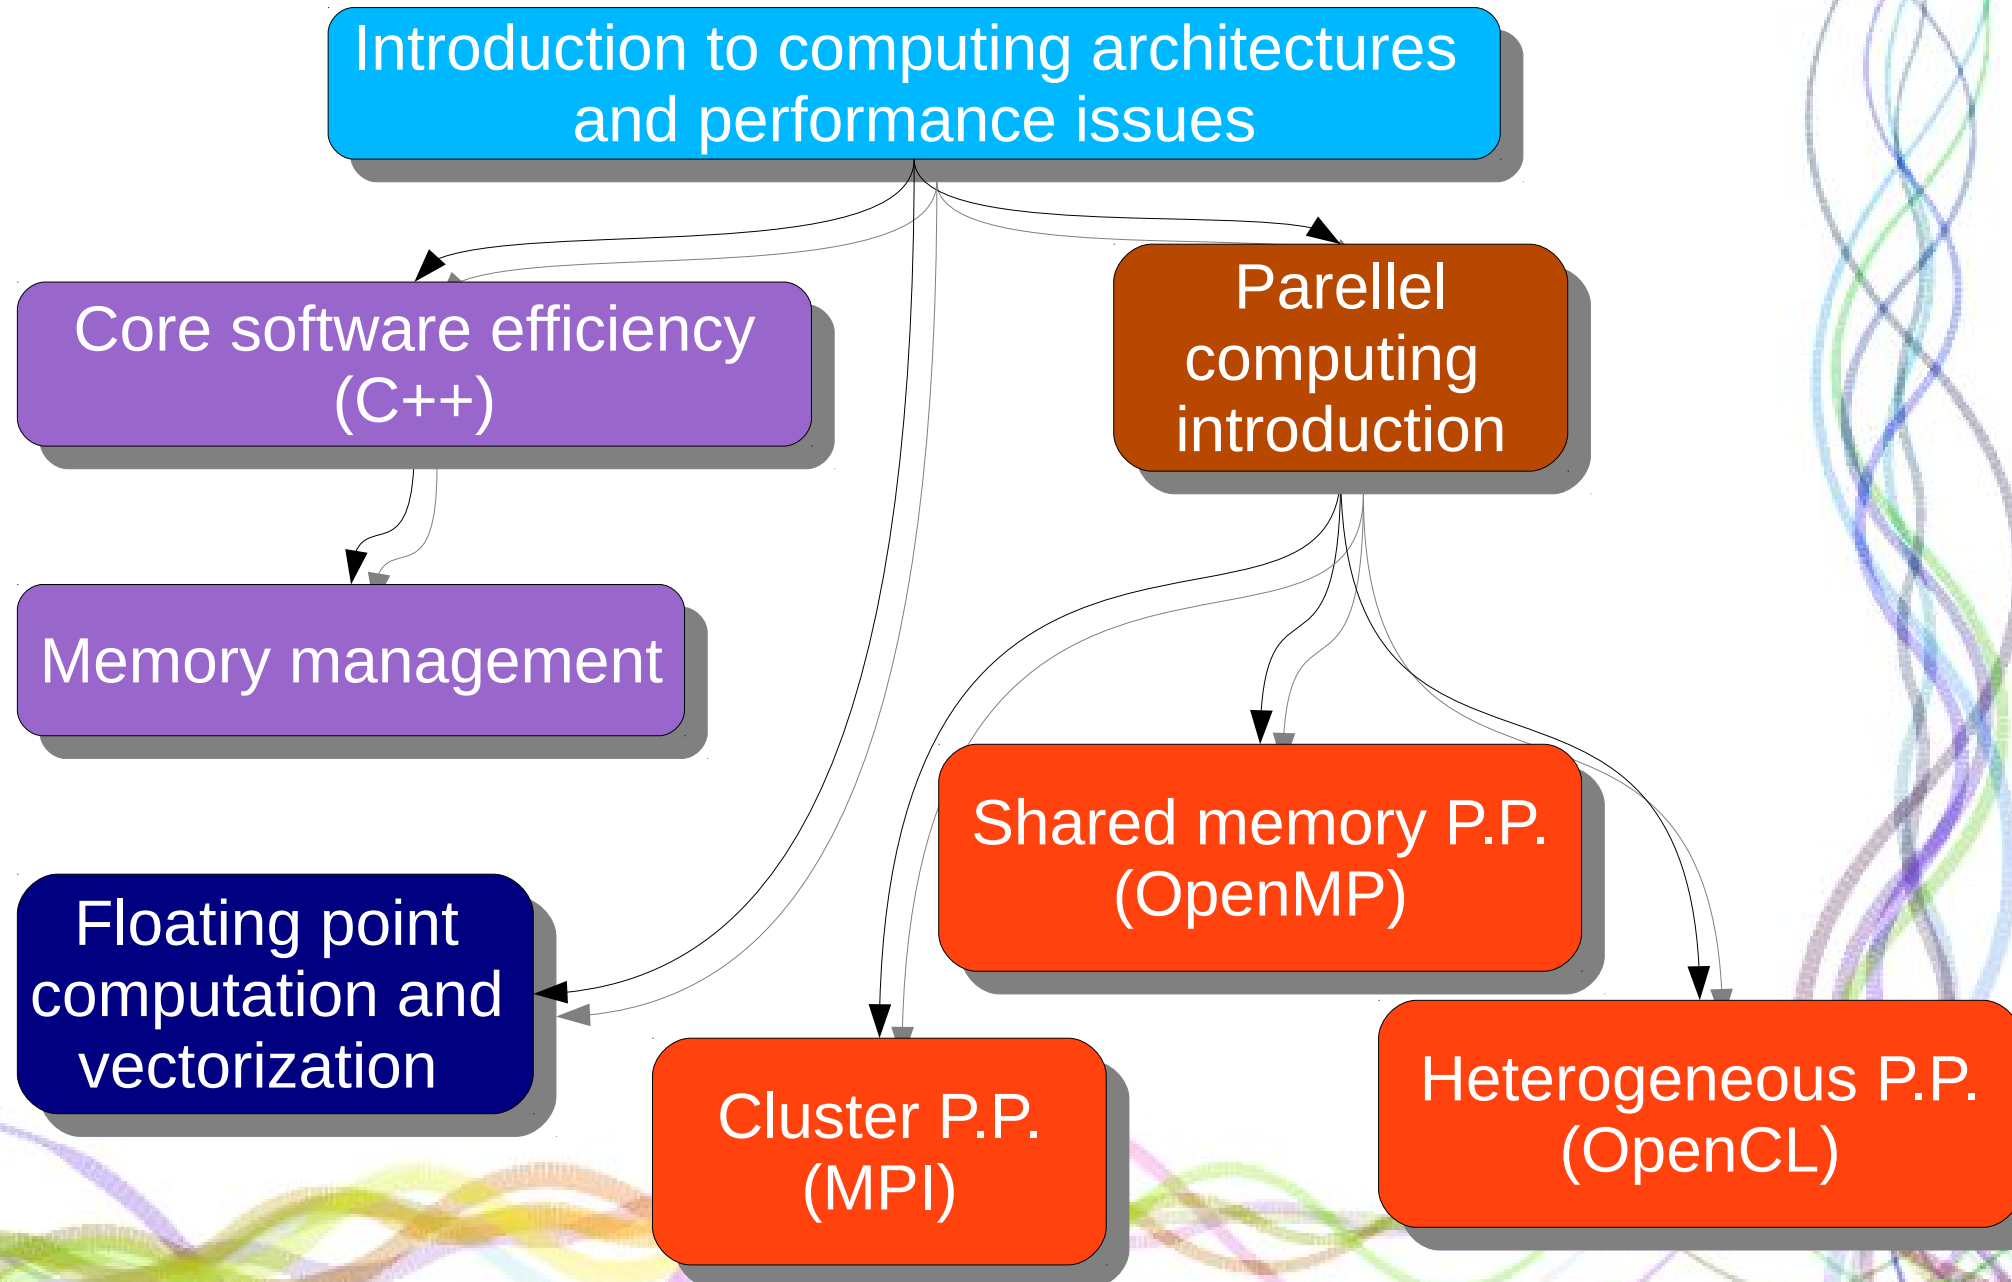 Introduction to computing architectures
and performance issues
Core software efficiency
(C++)
Parellel
computing
introduction
Memory management
Shared memory P.P.
(OpenMP)
Floating point
computation and
vectorization
Cluster P.P.
(MPI)
Heterogeneous P.P.
(OpenCL)